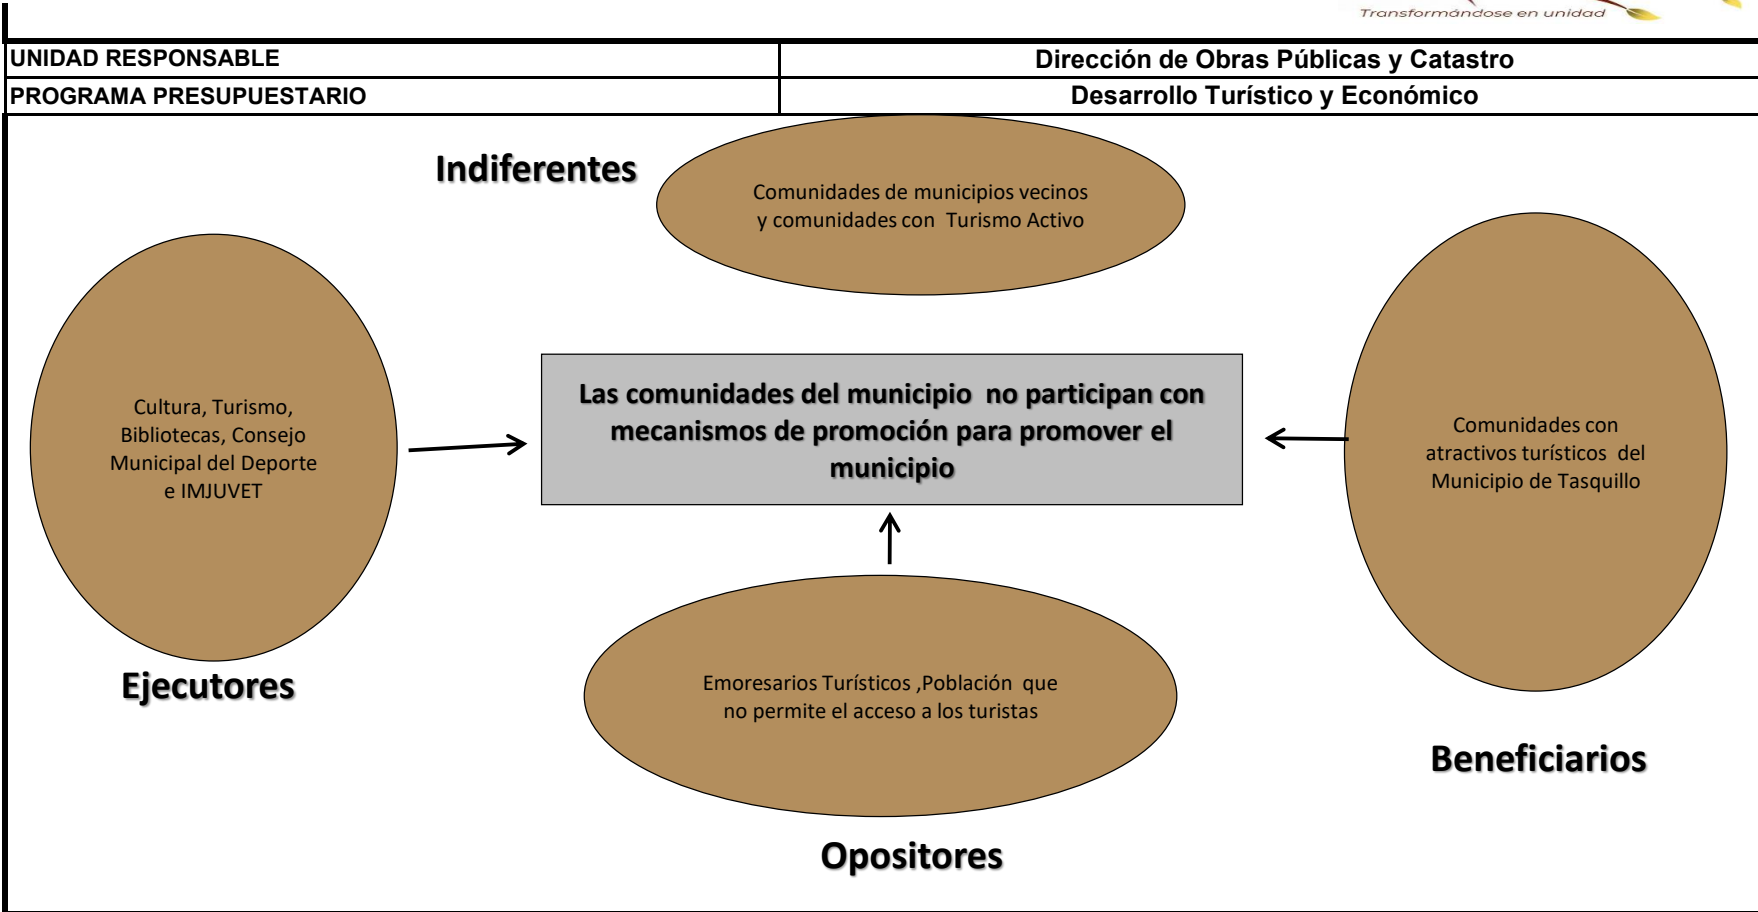 Transformándose en unidad
UNIDAD RESPONSABLE
Dirección de Obras Públicas y Catastro
PROGRAMA PRESUPUESTARIO
Desarrollo Turístico y Económico
Indiferentes
Comunidades de municipios vecinos
y comunidades con Turismo Activo
Cultura, Turismo,
Bibliotecas, Consejo
Municipal del Deporte
e IMJUVET
Ejecutores
Las comunidades del municipio no participan con
mecanismos de promoción para promover el
municipio
Comunidades con
atractivos turísticos del
Municipio de Tasquillo
Beneficiarios
Emoresarios Turísticos ,Población que
no permite el acceso a los turistas
Opositores